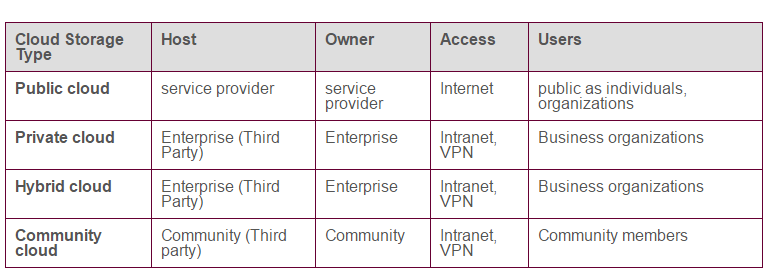 Cloud Storage Type Host Owner Access Users
Public cloud service provider service provider Internet public as individuals, organizations
Private cloud Enterprise (Third Party) Enterprise Intranet, VPN Business organizations
Hybrid cloud Enterprise (Third Party) Enterprise Intranet, VPN Business organizations
Community cloud Community (Third party) Community Intranet, VPN Community members